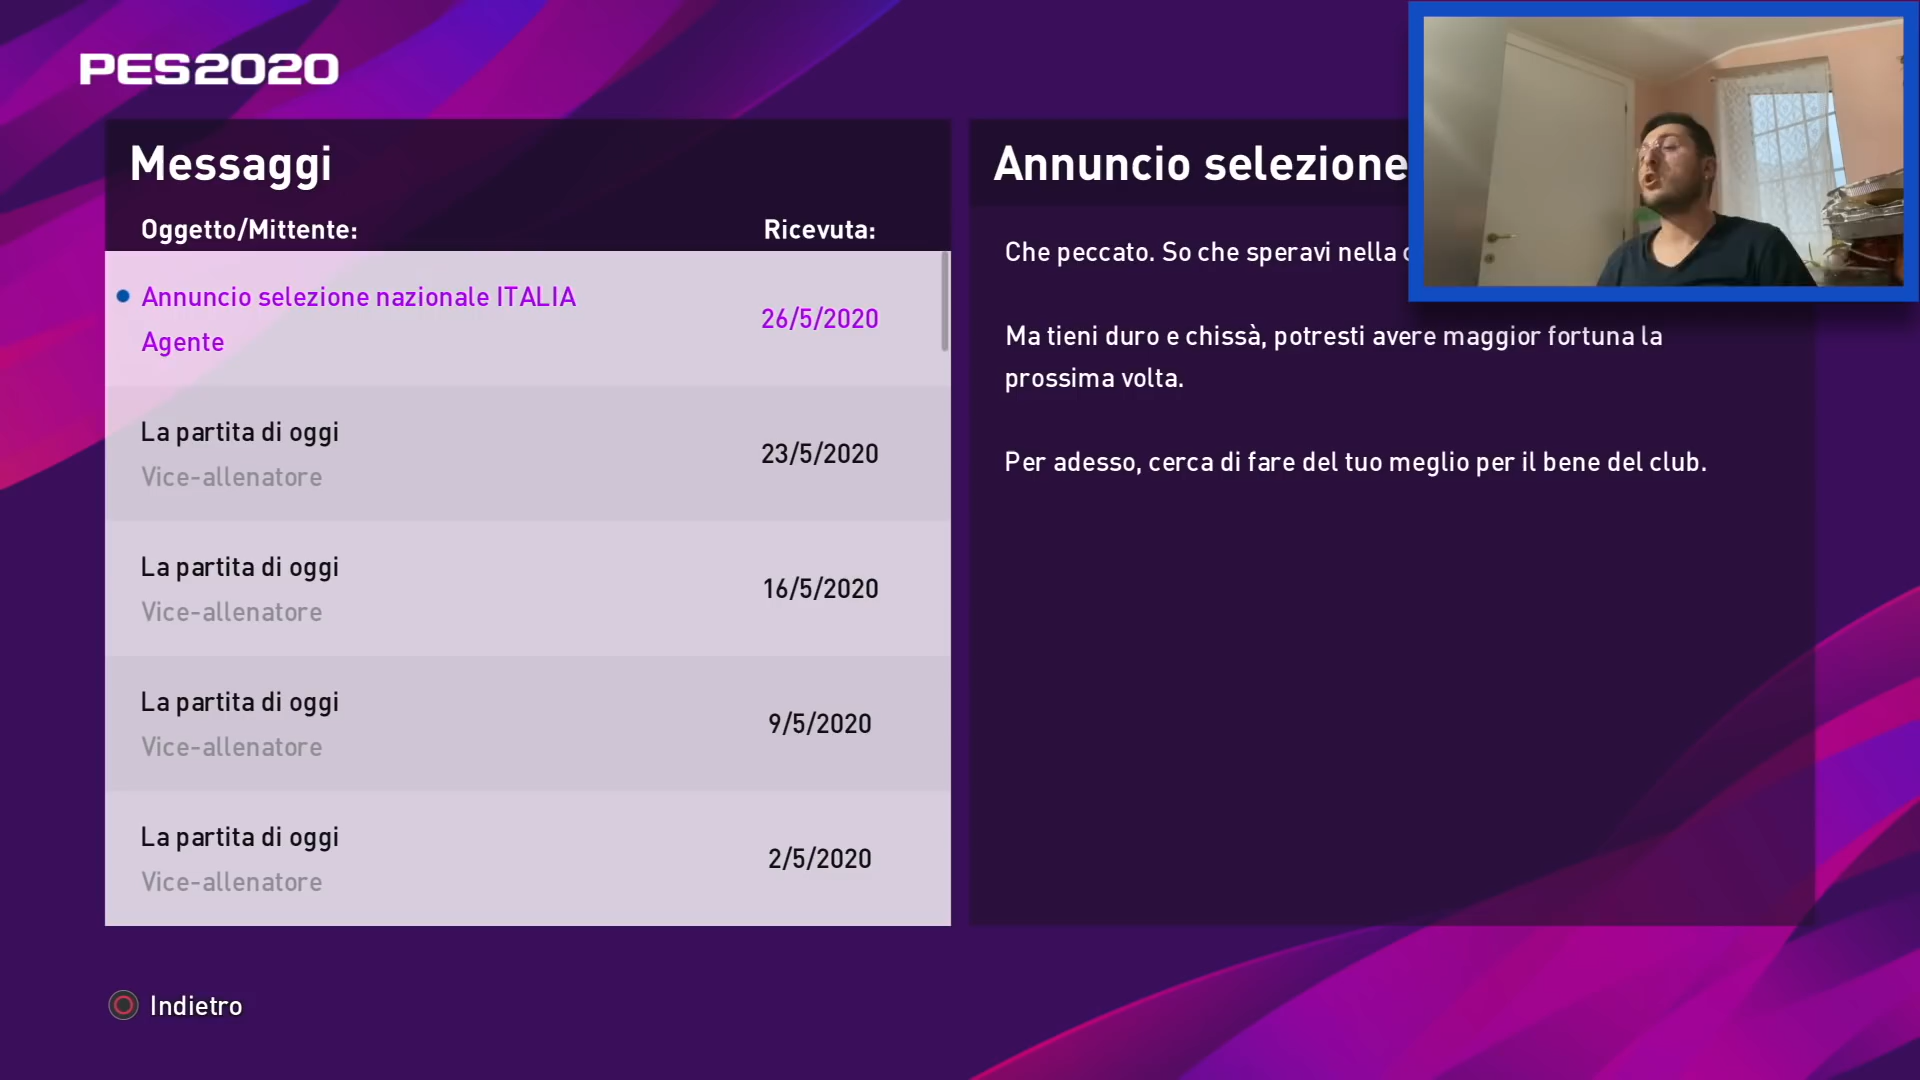 PES2020
Messaggi
Oggetto/Mittente:
Ricevuta:
Annuncio selezione nazionale ITALIA
Agente
26/5/2020
La partita di oggi
Vice-allenatore
23/5/2020
La partita di oggi
Vice-allenatore
16/5/2020
La partita di oggi
Vice-allenatore
9/5/2020
La partita di oggi
Vice-allenatore
2/5/2020
Annuncio selezione
Che peccato. So che speravi nella
Ma tieni duro e chissà, potresti avere maggior fortuna la
prossima volta.
Per adesso, cerca di fare del tuo meglio per il bene del club.
Indietro